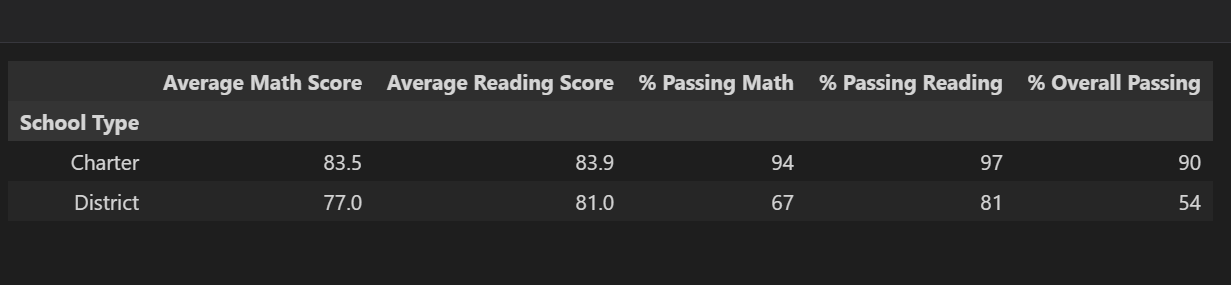 Average Math Score Average Reading Score % Passing Math % Passing Reading % Overall Passing
School Type
Charter 83.5 83.9 94 97 90
District 77.0 81.0 67 81 54